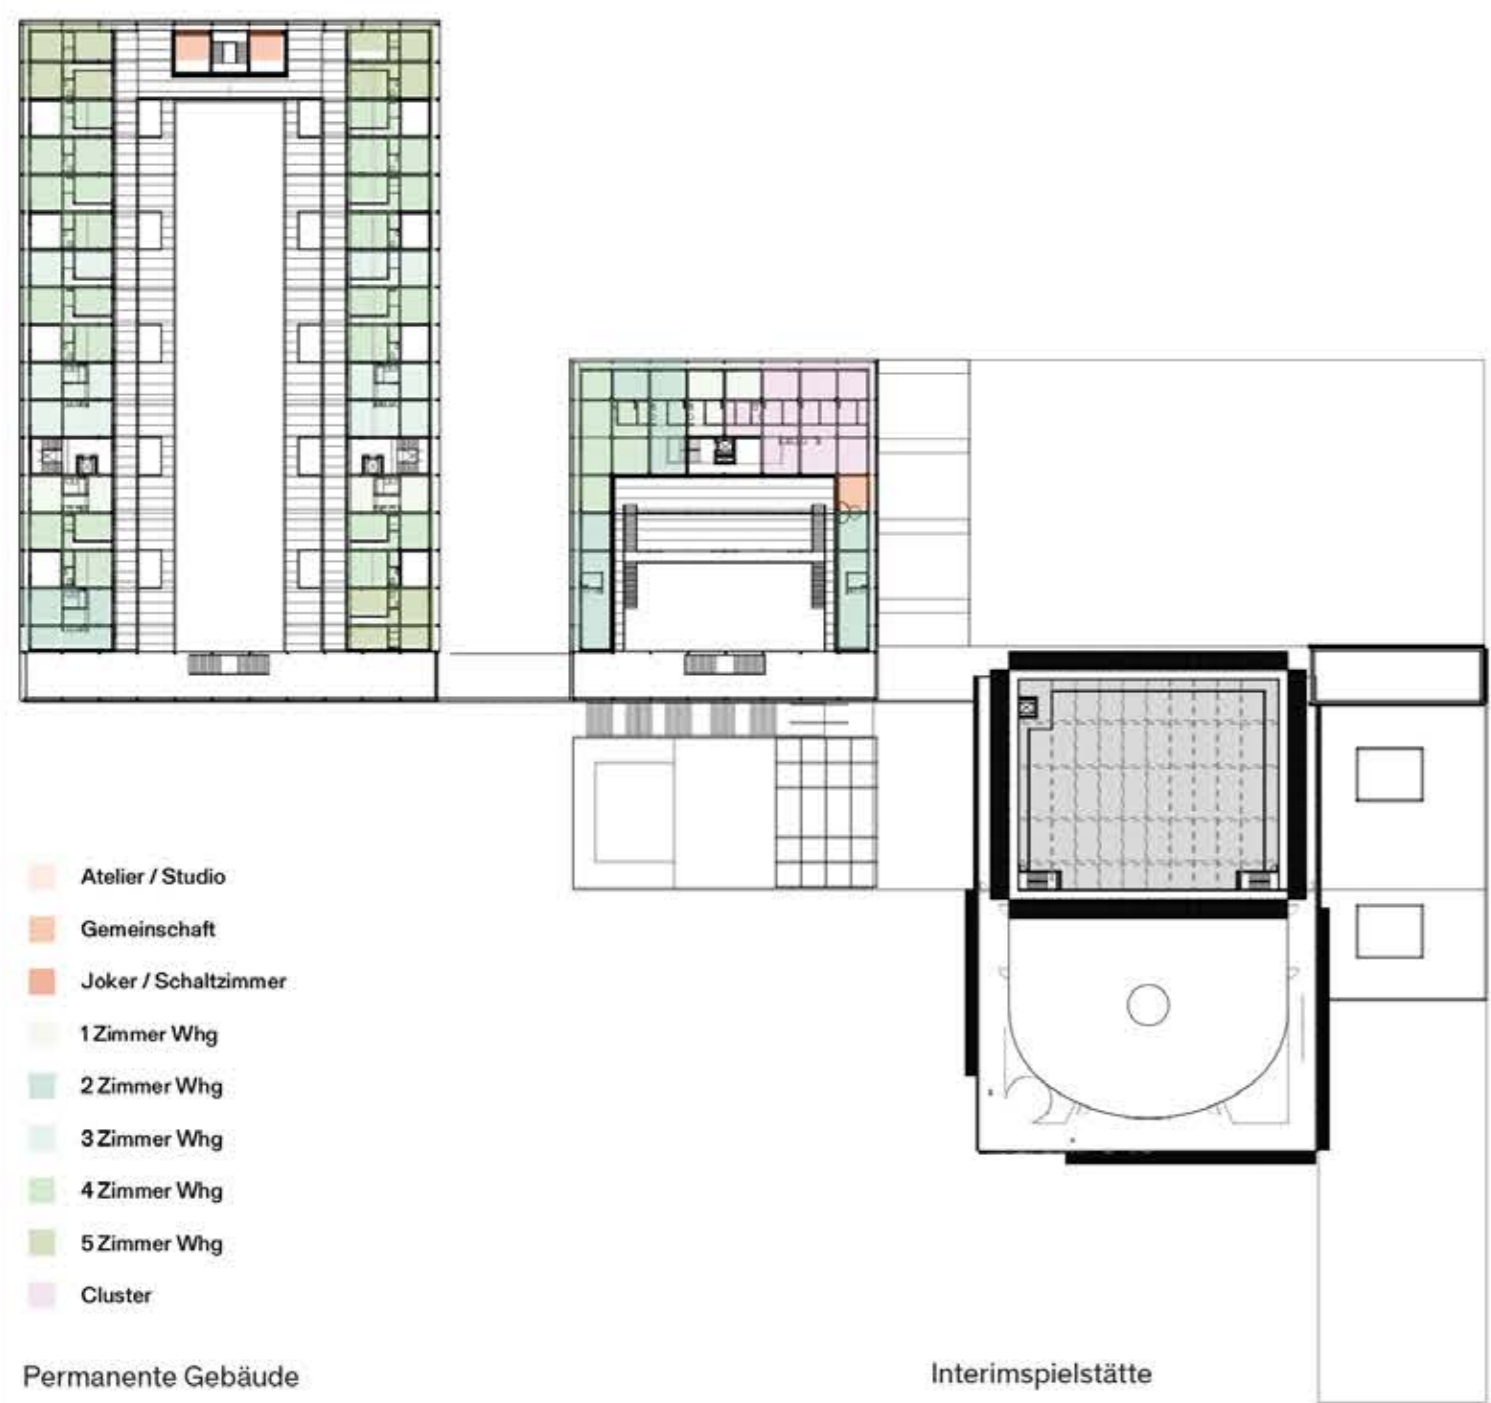 Atelier / Studio
Gemeinschaft
Joker / Schaltzimmer
1 Zimmer Whg
2 Zimmer Whg
3 Zimmer Whg
4 Zimmer Whg
5 Zimmer Whg
Cluster
Permanente Gebäude
Interimspielstätte